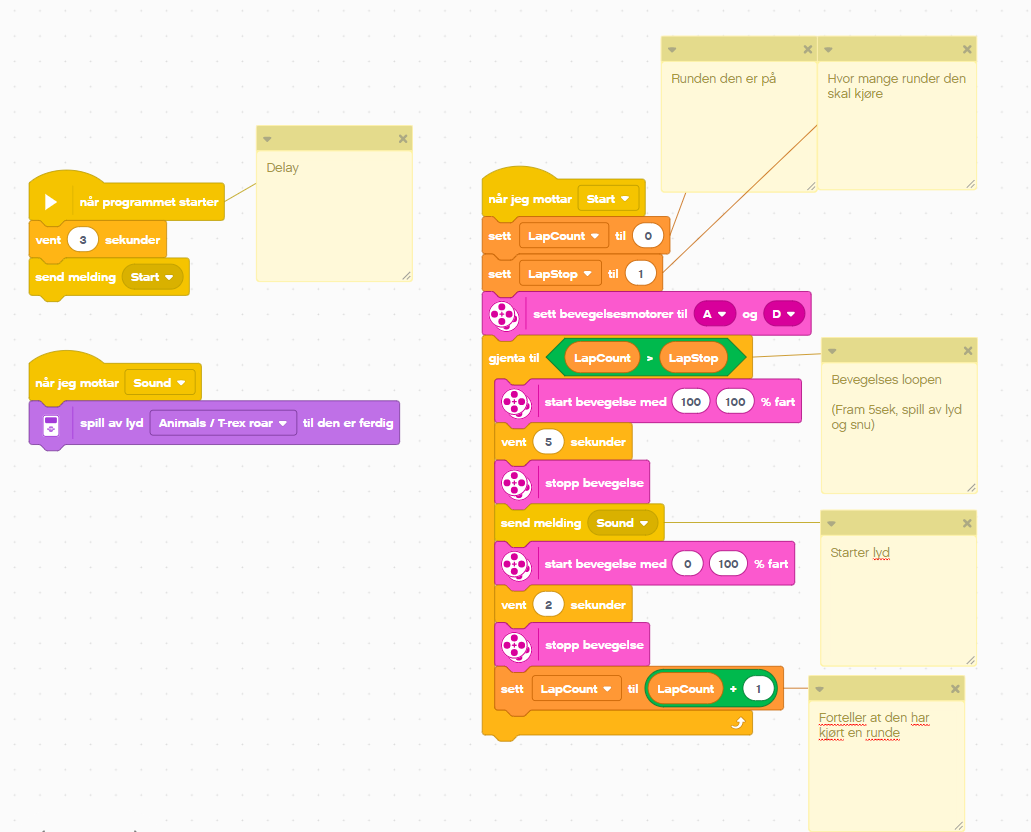 Delay
når programmet starter
vent 3 sekunder
send melding Start
når jeg mottar Sound
spill av lyd Animals / T-rex roar til den er ferdig
Runden den er på
Hvor mange runder den
skal kjøre
når jeg mottar Start
sett LapCount til 0
sett LapStop til 1
sett bevegelsesmotorer til A og D
gjenta til LapCount > LapStop
start bevegelse med 100 100 % fart
vent 5 sekunder
stopp bevegelse
send melding Sound
start bevegelse med 0 100 % fart
vent 2 sekunder
stopp bevegelse
sett LapCount til LapCount + 1
Bevegelses loopen
(Fram 5sek, spill av lyd
og snu)
Starter lyd
Forteller at den har
kjørt en runde